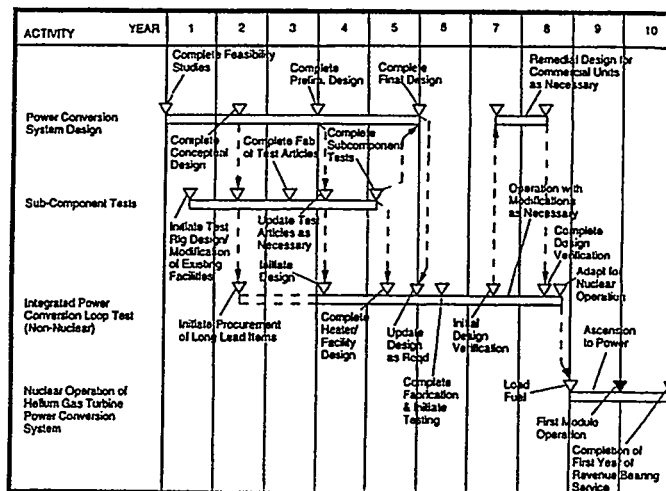 ACTIVITY YEAR 1 2 3 4 5 6 7 8 9 10
Complete Feasibility
Studies
Complete
Prelim. Design
Complete
Final Design
Remedial Design for
Commercial Units
as Necessary
Power Conversion
System Design
Complete
Conceptual
Design
Complete Fab
of Test Articles
Complete
Subcomponent
Tests
Sub-Component Tests
Initiate Test
Rig Design/
Modification
of Existing
Facilities
Update Test
Articles as
Necessary
Operation with
Modifications
as Necessary
Initiate
Design
Complete
Design
Verification
Adapt for
Nuclear
Operation
Integrated Power
Conversion Loop Test
(Non-Nuclear)
Initiate Procurement
of Long Lead Items
Complete
Heater/
Facility
Design
Update
Design
as Reqd
Complete
Fabrication
& Initiate
Testing
Initial
Design
Verification
Ascension
to Power
Nuclear Operation of
Helium Gas Turbine
Power Conversion
System
Load
Fuel
First Module
Operation
Completion of
First Year of
Revenue Bearing
Service